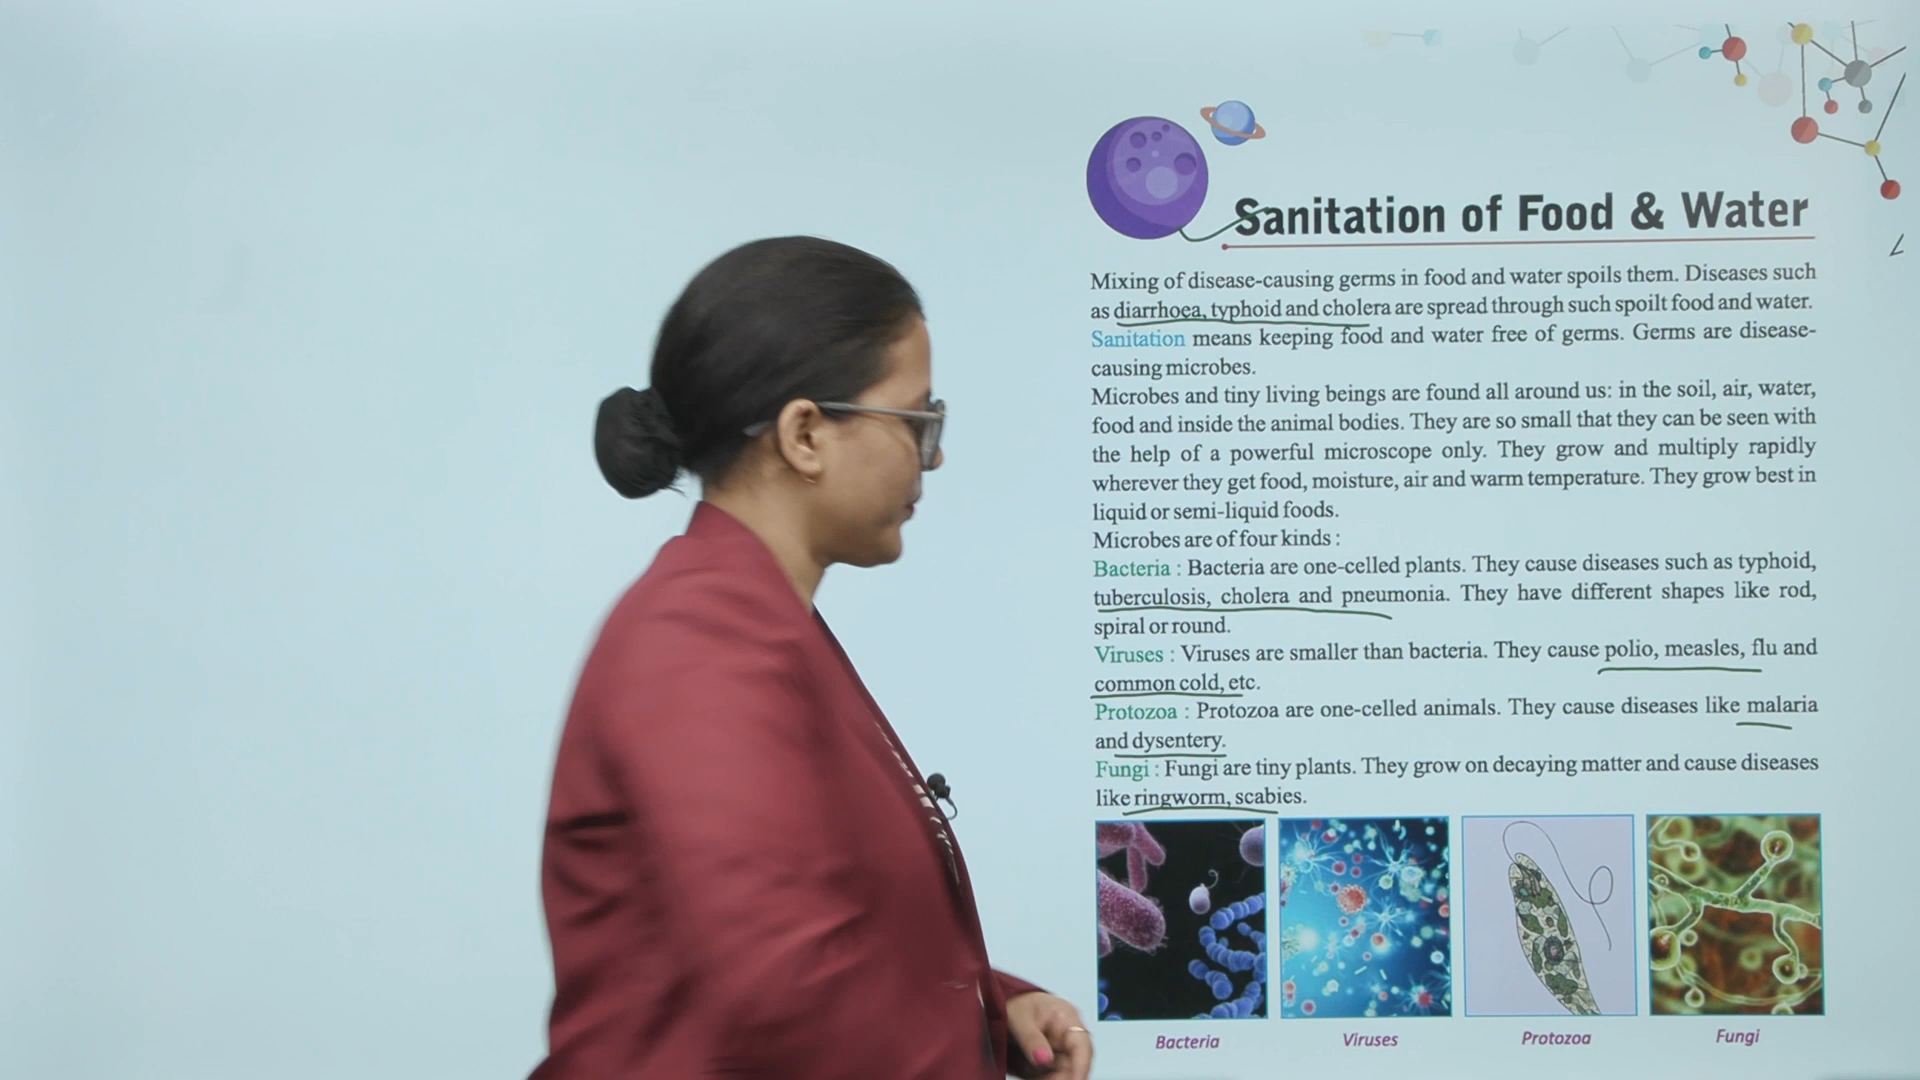 Sanitation of Food & Water
Mixing of disease-causing germs in food and water spoils them. Diseases such
as diarrhoea, typhoid and cholera are spread through such spoilt food and water.
Sanitation means keeping food and water free of germs. Germs are disease-
causing microbes.
Microbes and tiny living beings are found all around us: in the soil, air, water,
food and inside the animal bodies. They are so small that they can be seen with
the help of a powerful microscope only. They grow and multiply rapidly
wherever they get food, moisture, air and warm temperature. They grow best in
liquid or semi-liquid foods.
Microbes are of four kinds :
Bacteria : Bacteria are one-celled plants. They cause diseases such as typhoid,
tuberculosis, cholera and pneumonia. They have different shapes like rod,
spiral or round.
Viruses : Viruses are smaller than bacteria. They cause polio, measles, flu and
common cold, etc.
Protozoa : Protozoa are one-celled animals. They cause diseases like malaria
and dysentery.
Fungi : Fungi are tiny plants. They grow on decaying matter and cause diseases
like ringworm, scabies.
Bacteria Viruses Protozoa Fungi